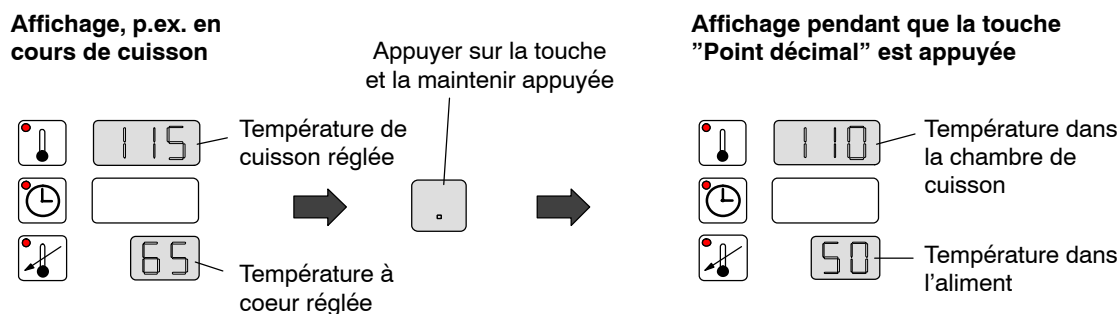 Affichage, p.ex. en
cours de cuisson
Appuyer sur la touche
et la maintenir appuyée
Affichage pendant que la touche
”Point décimal” est appuyée
115
Température de
cuisson réglée
65
Température à
coeur réglée
.
110
Température dans
la chambre de
cuisson
50
Température dans
l’aliment